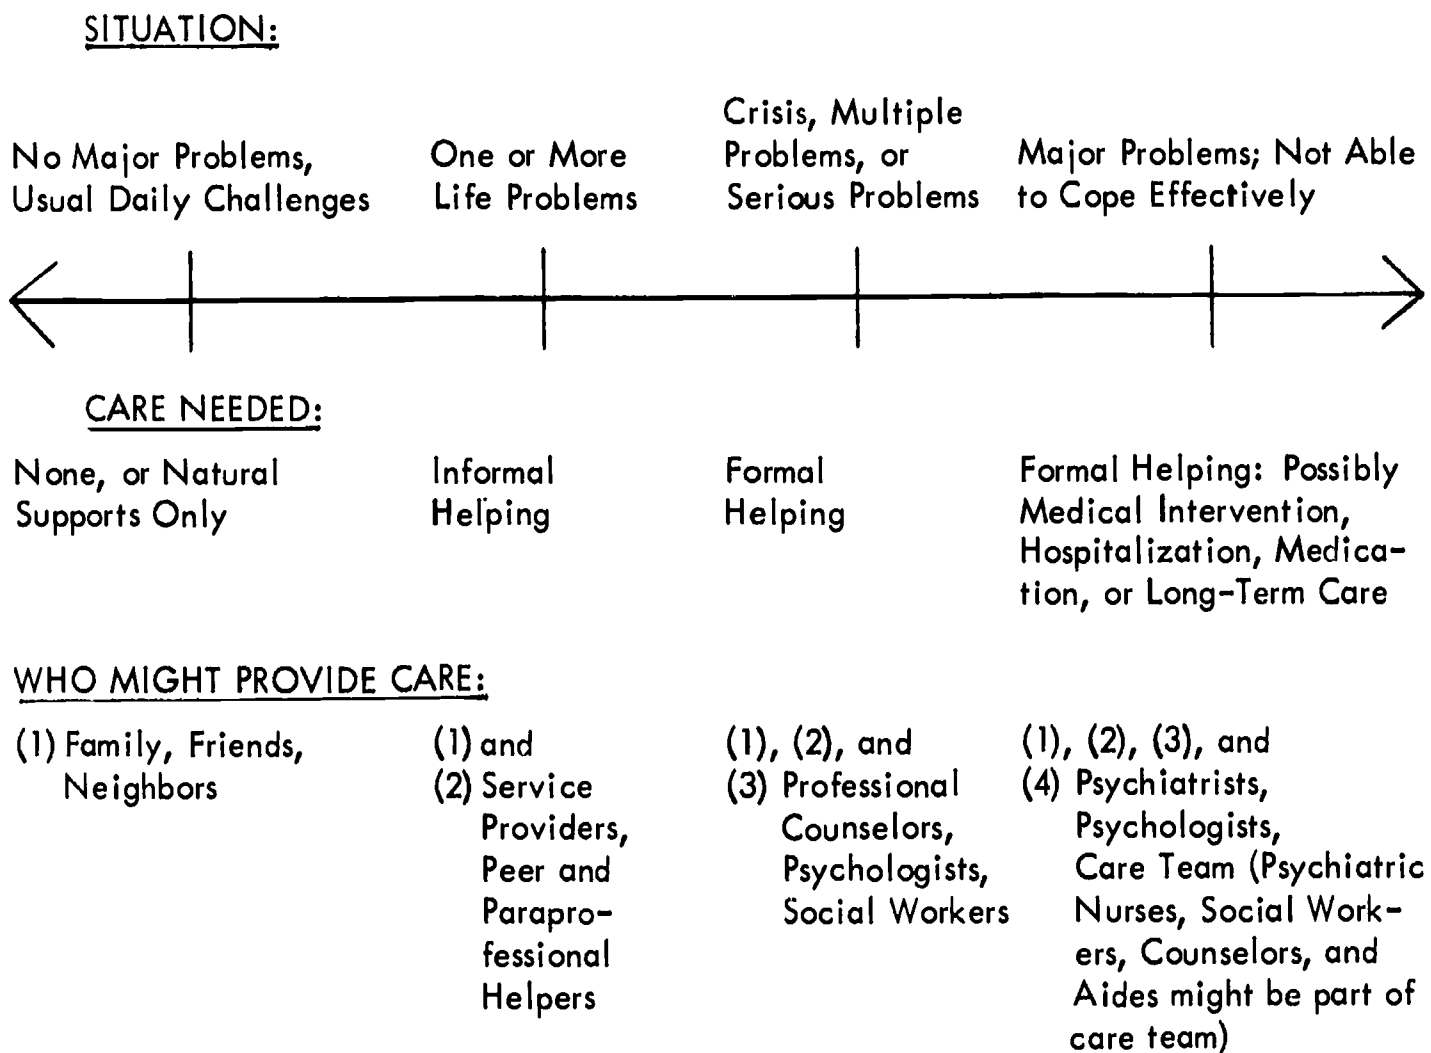 SITUATION:
No Major Problems,
Usual Daily Challenges
One or More
Life Problems
Crisis, Multiple
Problems, or
Serious Problems
Major Problems; Not Able
to Cope Effectively
CARE NEEDED:
None, or Natural
Supports Only
Informal
Helping
Formal
Helping
Formal Helping: Possibly
Medical Intervention,
Hospitalization, Medica-
tion, or Long-Term Care
WHO MIGHT PROVIDE CARE:
(1) Family, Friends,
Neighbors
(1) and
(2) Service
Providers,
Peer and
Parapro-
fessional
Helpers
(1), (2), and
(3) Professional
Counselors,
Psychologists,
Social Workers
(1), (2), (3), and
(4) Psychiatrists,
Psychologists,
Care Team (Psychiatric
Nurses, Social Work-
ers, Counselors, and
Aides might be part of
care team)